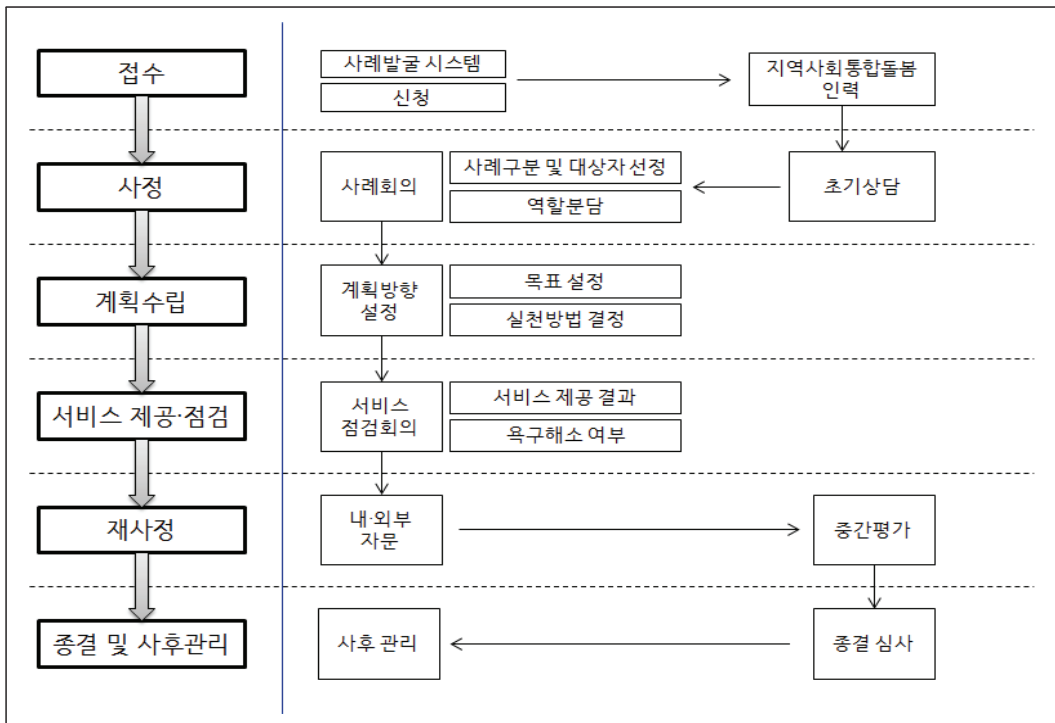 접수
사례발굴 시스템
신청
지역사회통합돌봄
인력
사정
사례회의
사례구분 및 대상자 선정
역할분담
초기상담
계획수립
계획방향
설정
목표 설정
실천방법 결정
서비스 제공·점검
서비스
점검회의
서비스 제공 결과
욕구해소 여부
재사정
내·외부
자문
중간평가
종결 및 사후관리
사후 관리
종결 심사